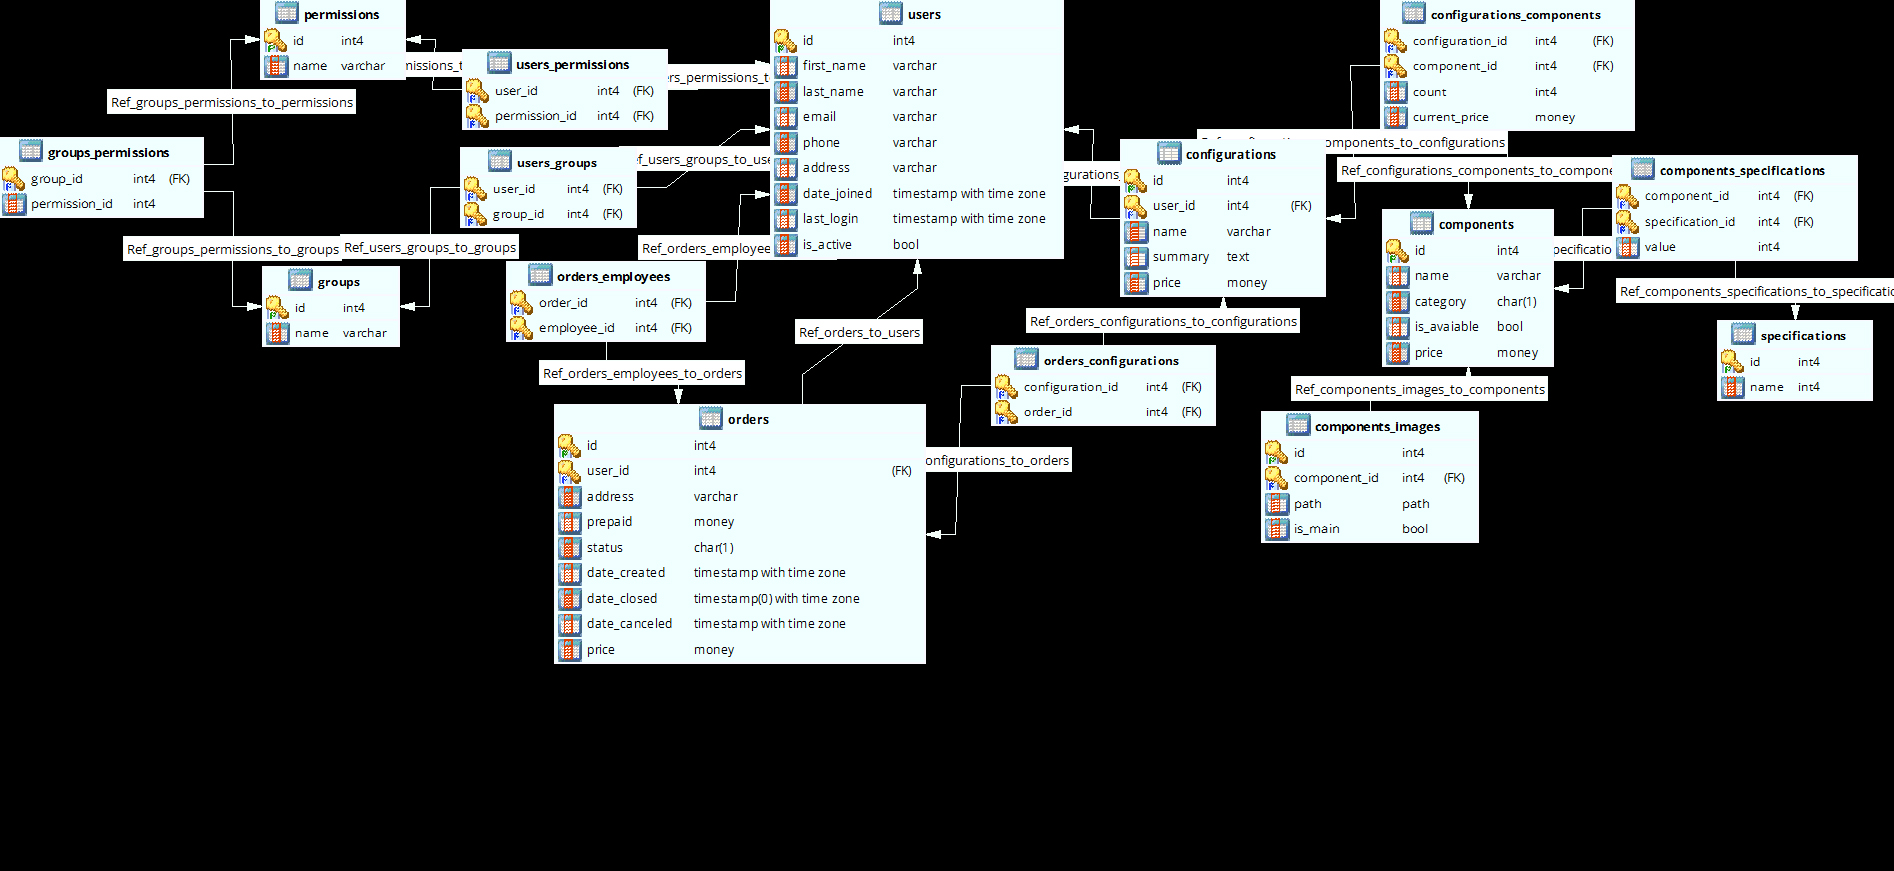 permissions
id int4
name varchar
users
id int4
first_name varchar
last_name varchar
email varchar
phone varchar
address varchar
date_joined timestamp with time zone
last_login timestamp with time zone
is_active bool
configurations_components
configuration_id int4 (FK)
component_id int4 (FK)
count int4
current_price money
users_permissions
user_id int4 (FK)
permission_id int4 (FK)
Ref_groups_permissions_to_permissions
groups_permissions
group_id int4 (FK)
permission_id int4
users_groups
user_id int4 (FK)
group_id int4 (FK)
components_to_configurations
configurations
id int4
user_id int4 (FK)
name varchar
summary text
price money
Ref_configurations_components_to_compone
components_specifications
component_id int4 (FK)
specification_id int4 (FK)
value int4
components
id int4
name varchar
category char(1)
is_avaiable bool
price money
Ref_groups_permissions_to_groups
Ref_users_groups_to_groups
Ref_orders_employee
groups
id int4
name varchar
orders_employees
order_id int4 (FK)
employee_id int4 (FK)
Ref_components_specifications_to_specificatio
specifications
id int4
name int4
Ref_orders_to_users
Ref_orders_configurations_to_configurations
orders_configurations
configuration_id int4 (FK)
order_id int4 (FK)
Ref_orders_employees_to_orders
Ref_components_images_to_components
components_images
id int4
component_id int4 (FK)
path path
is_main bool
orders
id int4
user_id int4 (FK)
address varchar
prepaid money
status char(1)
date_created timestamp with time zone
date_closed timestamp(0) with time zone
date_canceled timestamp with time zone
price money
onfigurations_to_orders